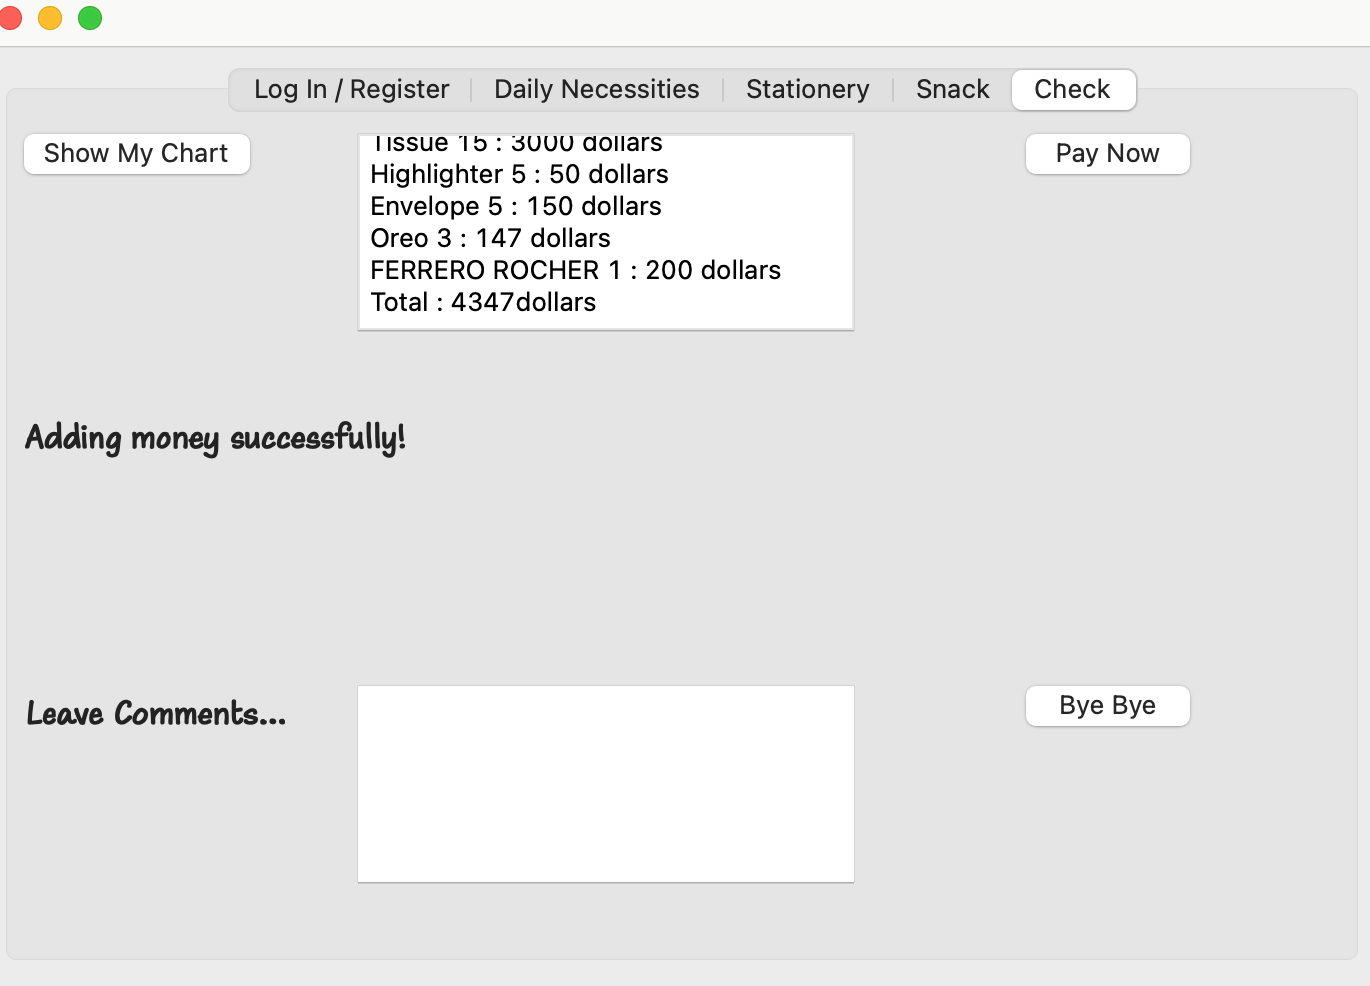 Log In / Register
Daily Necessities
Stationery
Snack
Check
Show My Chart
Tissue 15 : 3000 dollars
Highlighter 5 : 50 dollars
Envelope 5 : 150 dollars
Oreo 3 : 147 dollars
FERRERO ROCHER 1 : 200 dollars
Total : 4347dollars
Pay Now
Adding money successfully!
Leave Comments...
Bye Bye